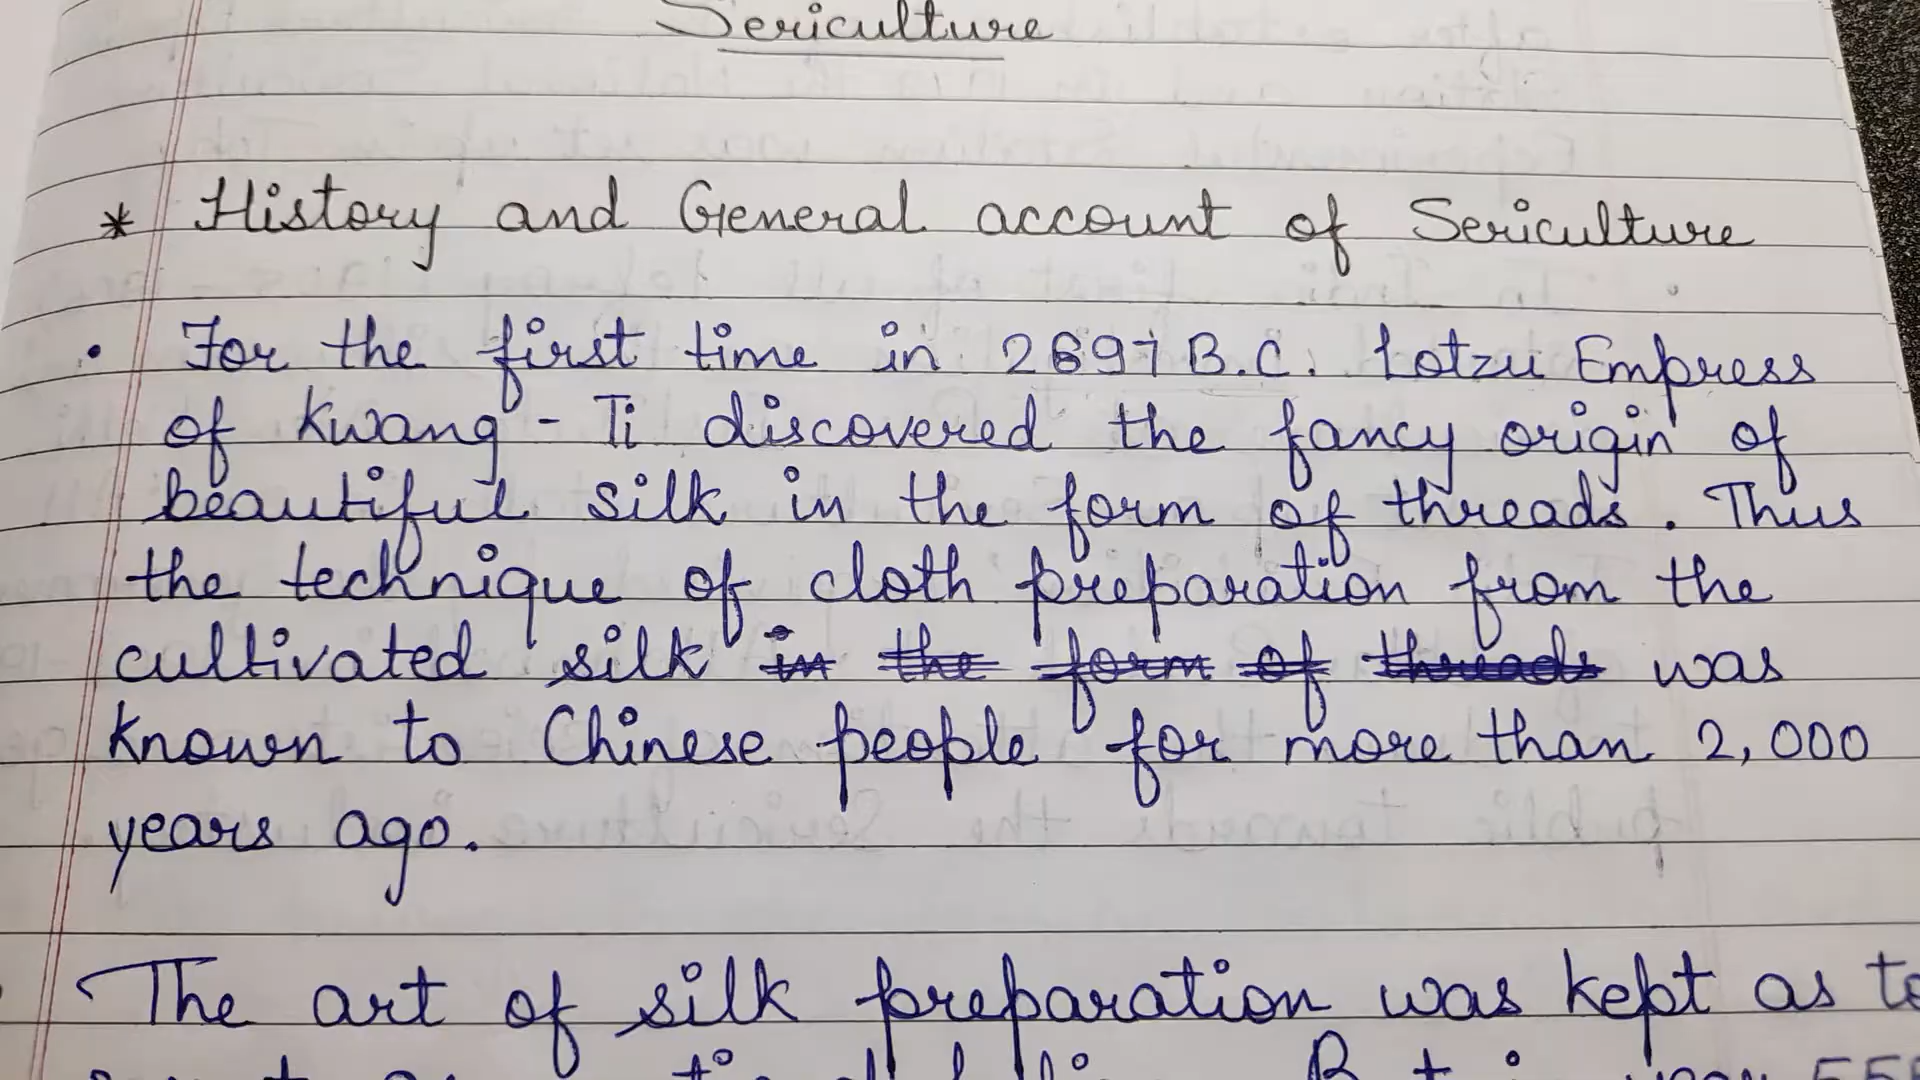 Sericulture
* History and General account of Sericulture
• For the first time in 2697 B.C. Lotzu Empress
of Kwang - Ti discovered the fancy origin of
beautiful silk in the form of threads. Thus
the technique of cloth preparation from the
cultivated silk in the form of threads was
known to Chinese people for more than 2,000
years ago.
The art of silk preparation was kept as